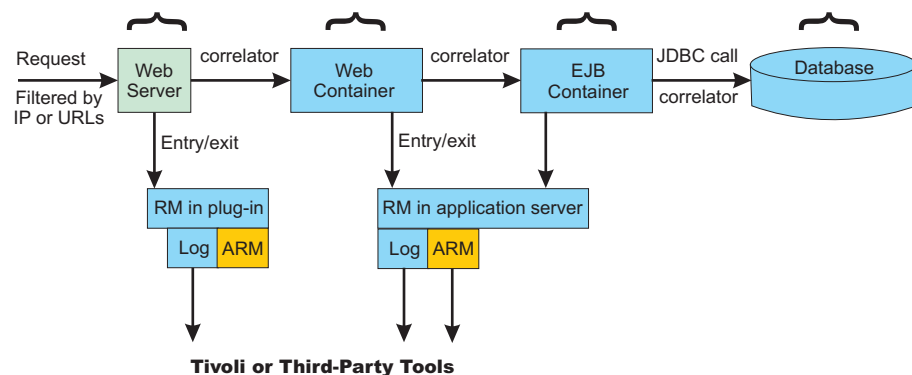 Request
Filtered by
IP or URLs
Web
Server
correlator
Web
Container
correlator
EJB
Container
JDBC call
correlator
Database
Entry/exit
Entry/exit
RM in plug-in
Log
ARM
RM in application server
Log
ARM
Tivoli or Third-Party Tools